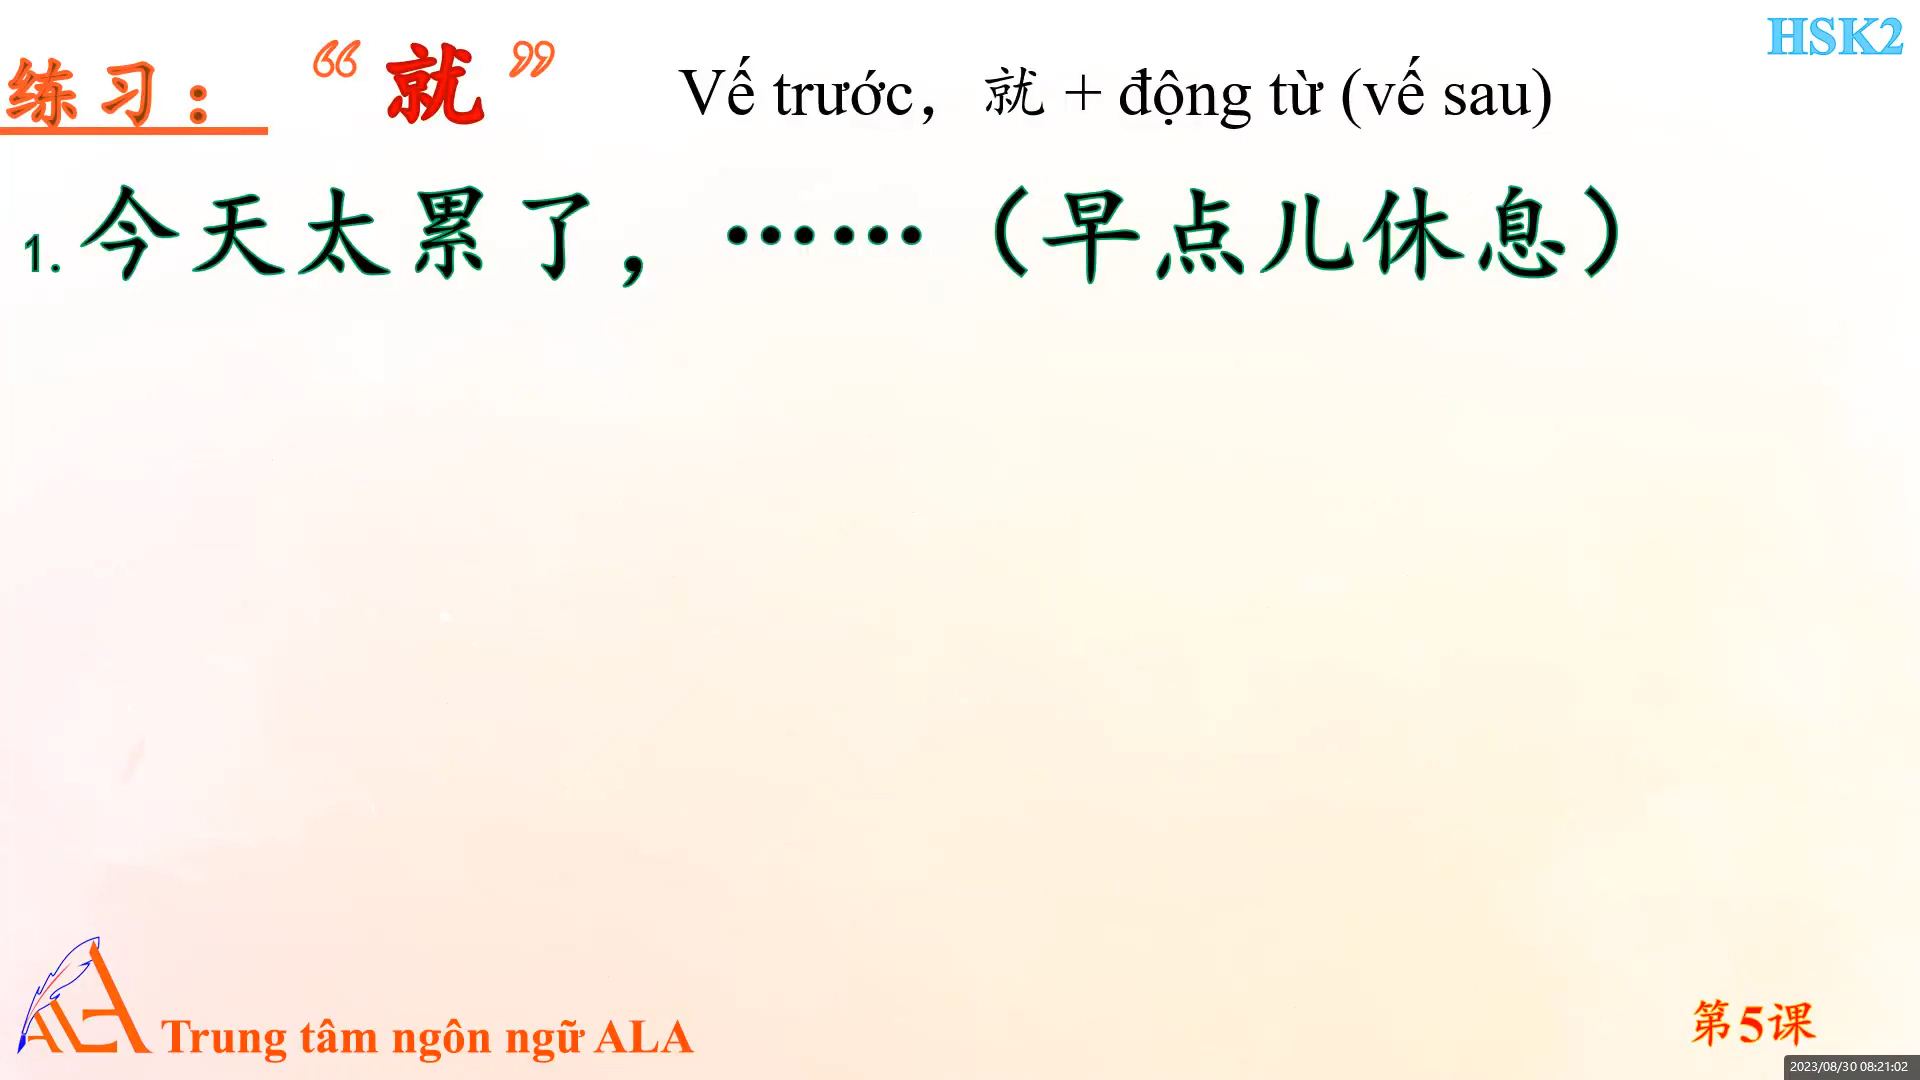 HSK2
练习：“就” Vế trước，就 + động từ (vế sau)
1.今天太累了，······（早点儿休息）
ALA Trung tâm ngôn ngữ ALA
第5课
2023/08/30 08:21:02